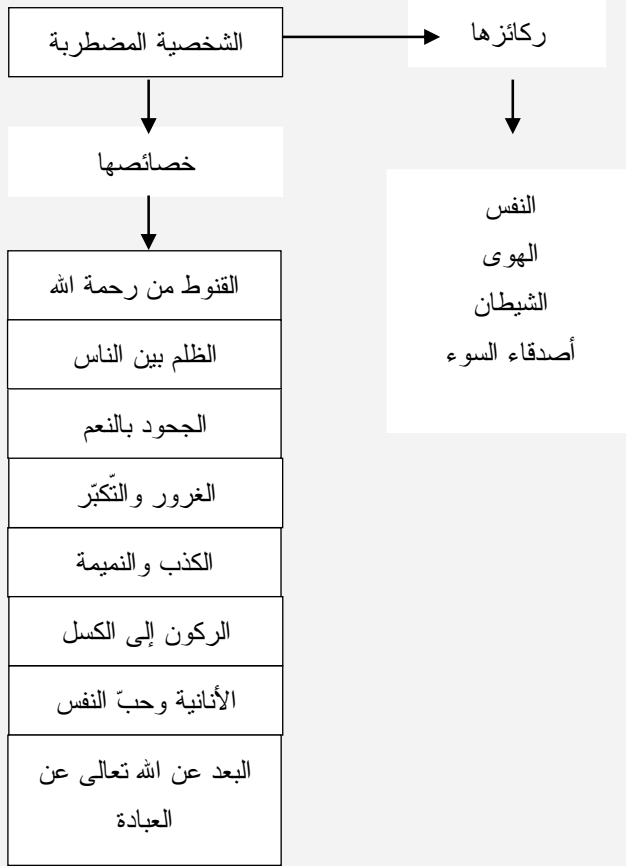 الشخصية المضطربة
ركائزها
خصائصها
النفس
الهوى
الشيطان
أصدقاء السوء
القنوط من رحمة الله
الظلم بين الناس
الجحود بالنعم
الغرور والتّكبّر
الكذب والنميمة
الركون إلى الكسل
الأنانية وحبّ النفس
البعد عن الله تعالى عن
العبادة